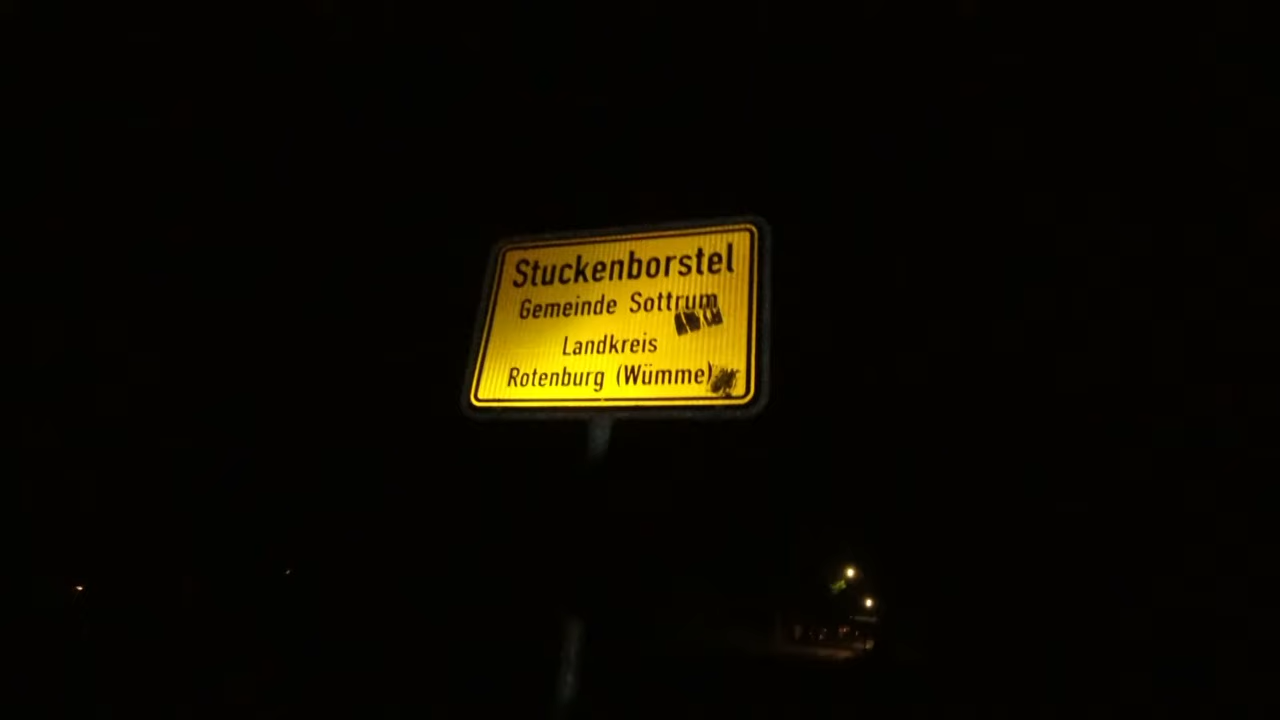 Stuckenborstel
Gemeinde Sottrum
Landkreis
Rotenburg (Wümme)